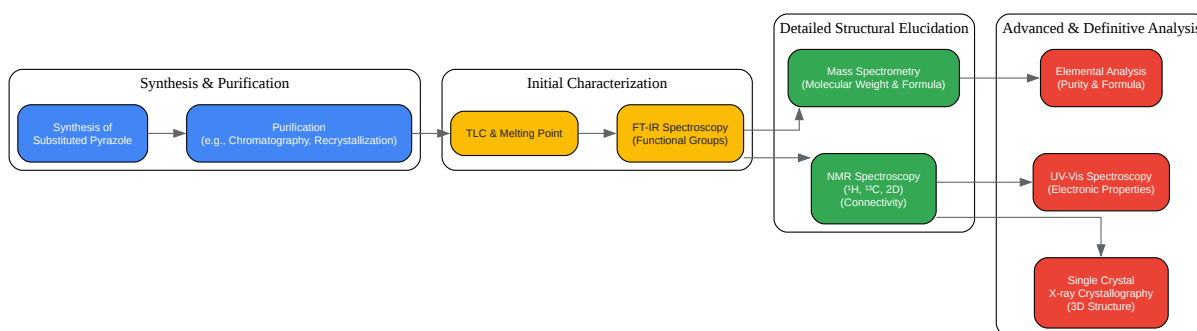 Synthesis & Purification
Synthesis of
Substituted Pyrazole
Purification
(e.g., Chromatography, Recrystallization)
Initial Characterization
TLC & Melting Point
FT-IR Spectroscopy
(Functional Groups)
Detailed Structural Elucidation
Mass Spectrometry
(Molecular Weight & Formula)
NMR Spectroscopy
(¹H, ¹³C, 2D)
(Connectivity)
Advanced & Definitive Analysis
Elemental Analysis
(Purity & Formula)
UV-Vis Spectroscopy
(Electronic Properties)
Single Crystal
X-ray Crystallography
(3D Structure)